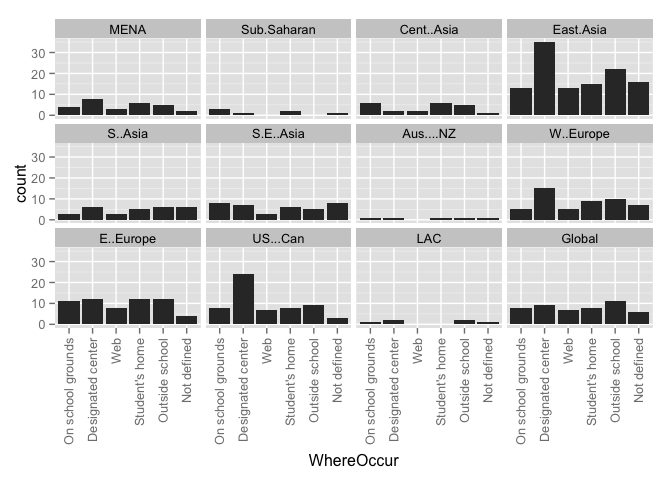 MENA Sub.Saharan Cent..Asia East.Asia
30
20
10
0
S..Asia S.E..Asia Aus....NZ W..Europe
30
20
10
0
count
E..Europe US...Can LAC Global
30
20
10
0
On school grounds Designated center Web Student's home Outside school Not defined On school grounds Designated center Web Student's home Outside school Not defined On school grounds Designated center Web Student's home Outside school Not defined On school grounds Designated center Web Student's home Outside school Not defined
WhereOccur